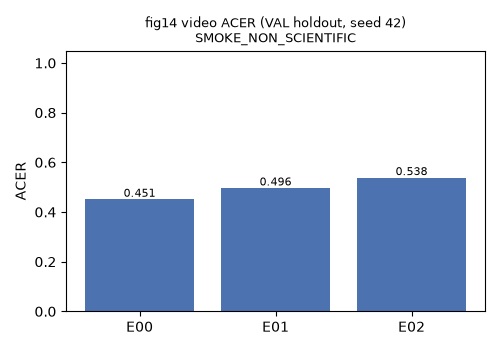 fig14 video ACER (VAL holdout, seed 42)
SMOKE_NON_SCIENTIFIC
ACER
1.0
0.8
0.6
0.4
0.2
0.0
0.451
0.496
0.538
E00
E01
E02